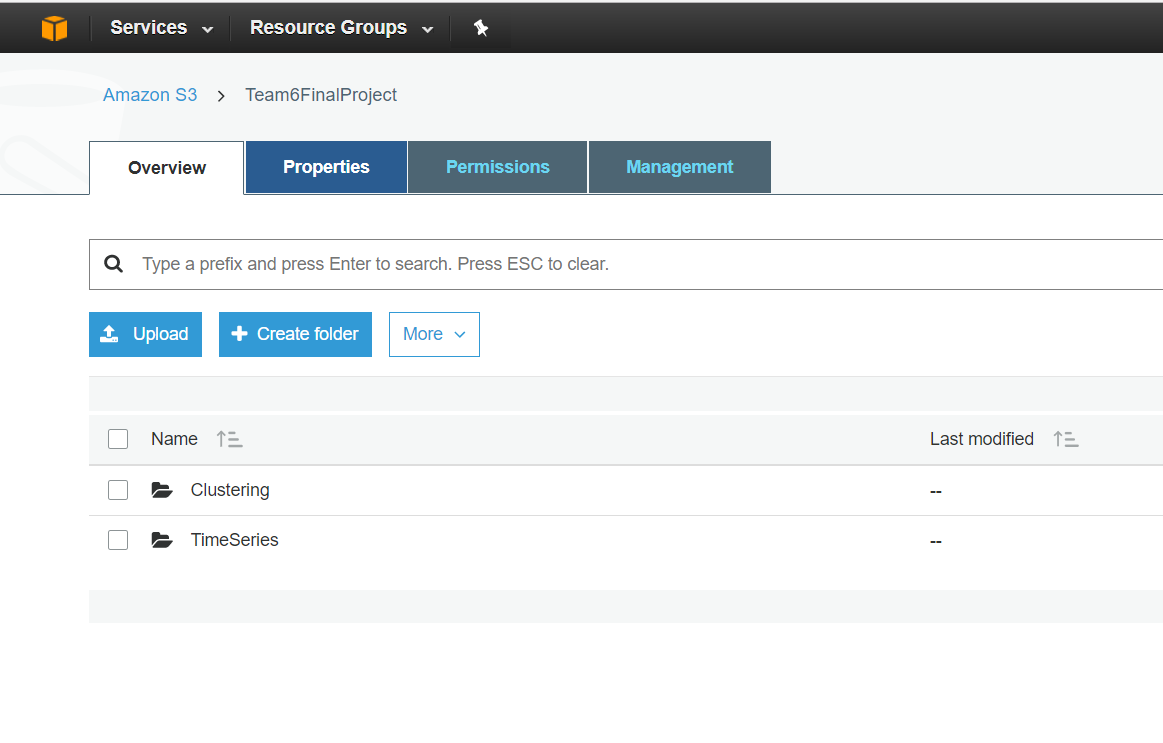 Services Resource Groups
Amazon S3 > Team6FinalProject
Overview Properties Permissions Management
Type a prefix and press Enter to search. Press ESC to clear.
Upload Create folder More
Name Last modified
Clustering --
TimeSeries --